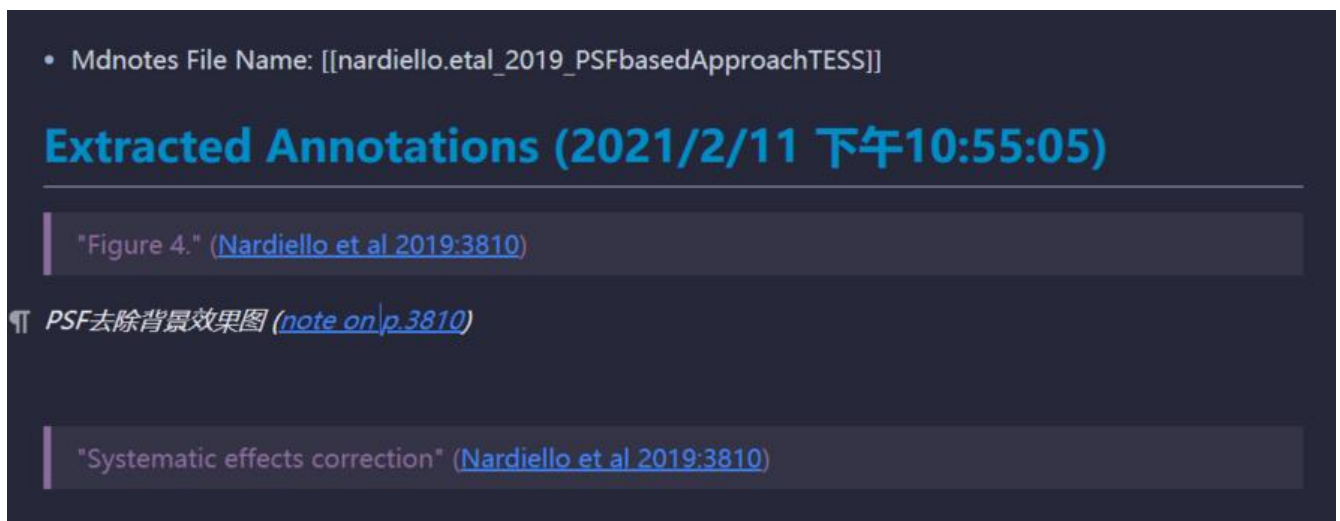 • Mdnotes File Name: [[nardiello.etal_2019_PSFbasedApproachTESS]]
Extracted Annotations (2021/2/11 下午10:55:05)
"Figure 4." (Nardiello et al 2019:3810)
¶ PSF去除背景效果图 (note on p.3810)
"Systematic effects correction" (Nardiello et al 2019:3810)